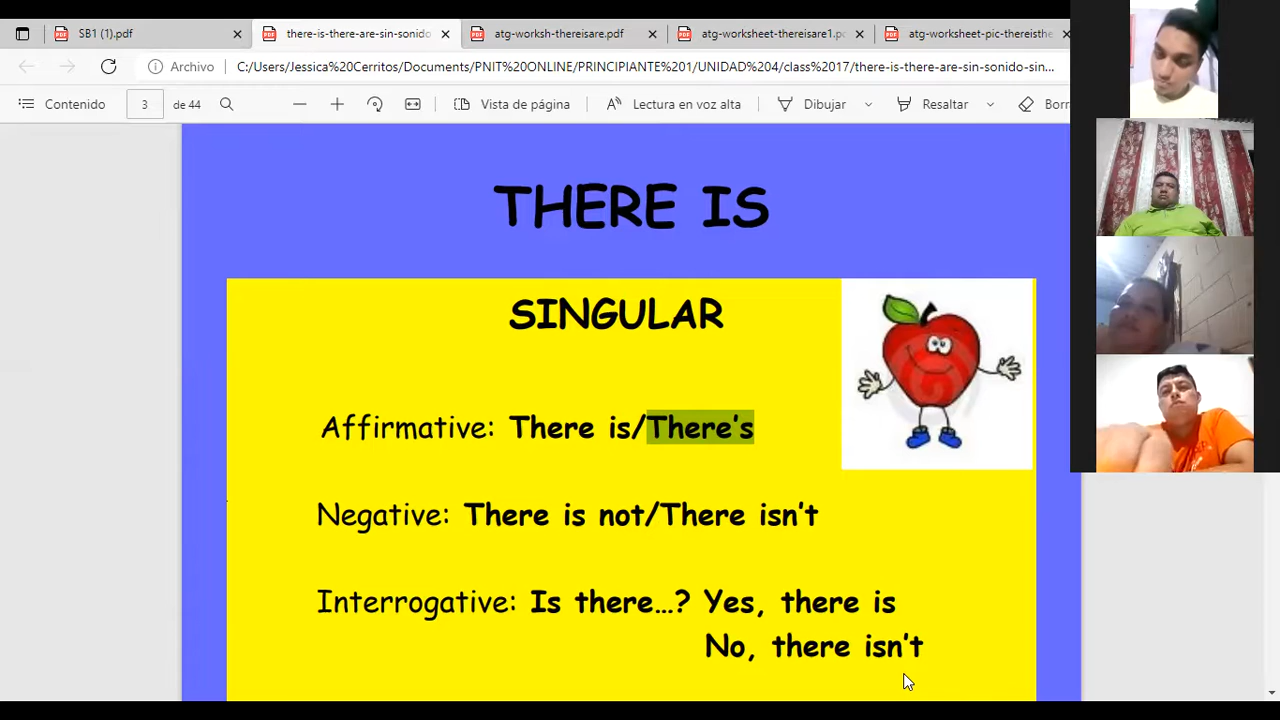 SB1 (1).pdf
there-is-there-are-sin-sonido
atg-worksh-thereisare.pdf
atg-worksheet-thereisare1.p
atg-worksheet-pic-thereisthe
Archivo C:/Users/Jessica%20Cerritos/Documents/PNIT%20ONLINE/PRINCIPIANTE%201/UNIDAD%204/class%2017/there-is-there-are-sin-sonido-sin...
Contenido 3 de 44 Vista de página Lectura en voz alta Dibujar Resaltar Borr
THERE IS
SINGULAR
Affirmative: There is/There's
Negative: There is not/There isn't
Interrogative: Is there...? Yes, there is
No, there isn't